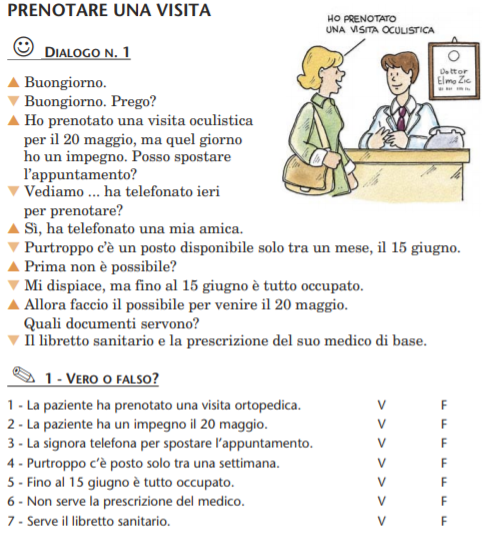 PRENOTARE UNA VISITA
HO PRENOTATO
UNA VISITA OCULISTICA
Dottor
Elmo Zic
DIALOGO N. 1
▲ Buongiorno.
▼ Buongiorno. Prego?
▲ Ho prenotato una visita oculistica
per il 20 maggio, ma quel giorno
ho un impegno. Posso spostare
l'appuntamento?
▼ Vediamo ... ha telefonato ieri
per prenotare?
▲ Sì, ha telefonato una mia amica.
▼ Purtroppo c'è un posto disponibile solo tra un mese, il 15 giugno.
▲ Prima non è possibile?
▼ Mi dispiace, ma fino al 15 giugno è tutto occupato.
▲ Allora faccio il possibile per venire il 20 maggio.
Quali documenti servono?
▼ Il libretto sanitario e la prescrizione del suo medico di base.
1 - VERO O FALSO?
1 - La paziente ha prenotato una visita ortopedica. V F
2 - La paziente ha un impegno il 20 maggio. V F
3 - La signora telefona per spostare l'appuntamento. V F
4 - Purtroppo c'è posto solo tra una settimana. V F
5 - Fino al 15 giugno è tutto occupato. V F
6 - Non serve la prescrizione del medico. V F
7 - Serve il libretto sanitario. V F